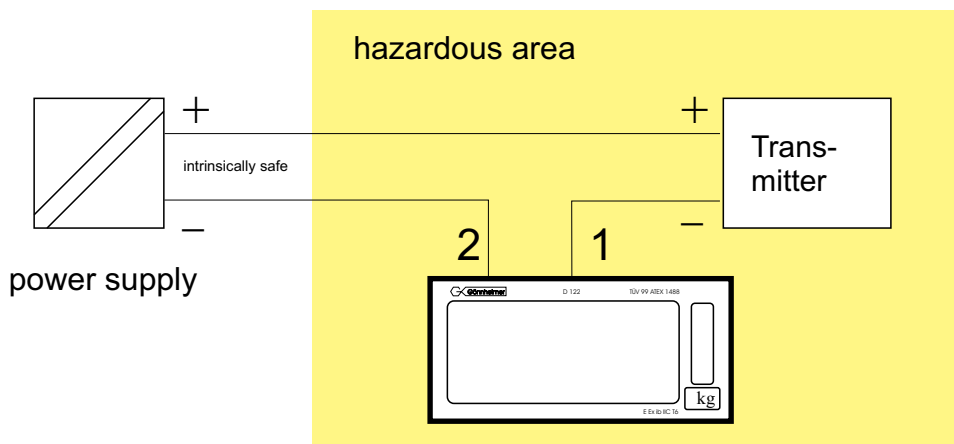 hazardous area
+
+
intrinsically safe
Trans-
mitter
–
–
2
1
power supply
Gönnheimer
D 122
TÜV 99 ATEX 1488
kg
E Ex ib IIC T6